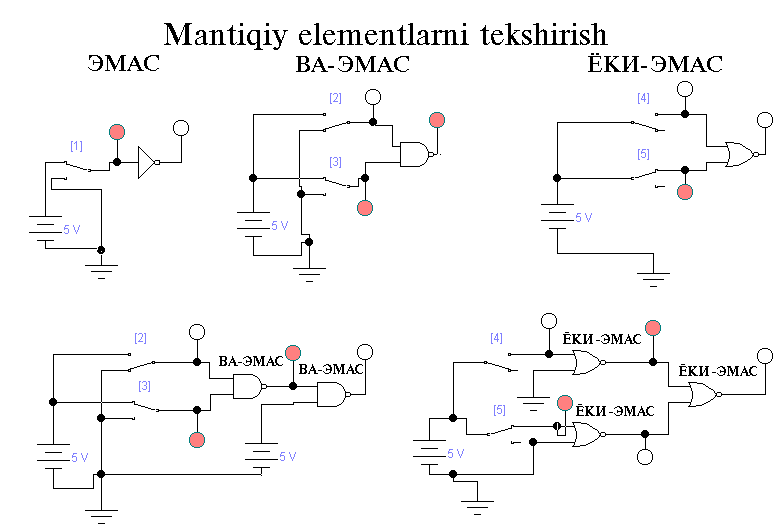 Mantiqiy elementlarni tekshirish
ЭМАС
ВА-ЭМАС
ЁКИ-ЭМАС
[1]
5 V
[2]
[3]
5 V
[4]
[5]
5 V
[2]
[3]
ВА-ЭМАС
ВА-ЭМАС
5 V
5 V
[4]
ЁКИ-ЭМАС
ЁКИ-ЭМАС
[5]
ЁКИ-ЭМАС
5 V